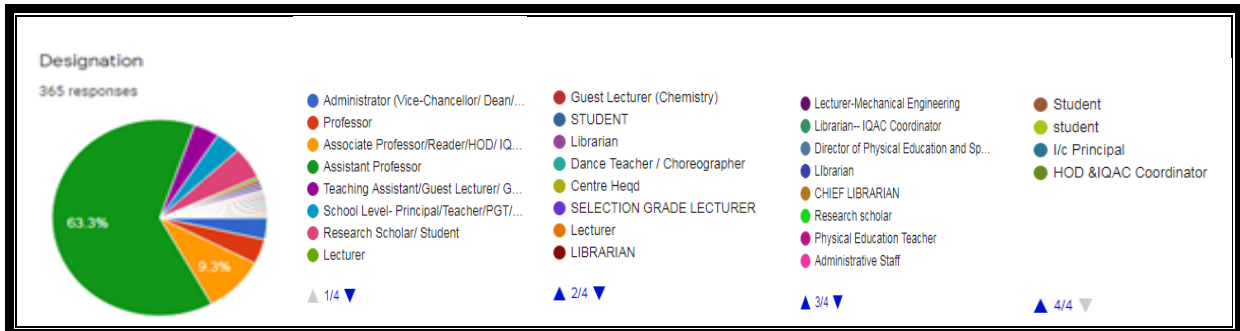 Designation
365 responses
63.3%
9.3%
Administrator (Vice-Chancellor/ Dean/...
Professor
Associate Professor/Reader/HOD/ IQ...
Assistant Professor
Teaching Assistant/Guest Lecturer/ G...
School Level- Principal/Teacher/PGT/...
Research Scholar/ Student
Lecturer
1/4
Guest Lecturer (Chemistry)
STUDENT
Librarian
Dance Teacher / Choreographer
Centre Heqd
SELECTION GRADE LECTURER
Lecturer
LIBRARIAN
2/4
Lecturer-Mechanical Engineering
Librarian-- IQAC Coordinator
Director of Physical Education and Sp...
LIbrarian
CHIEF LIBRARIAN
Research scholar
Physical Education Teacher
Administrative Staff
3/4
Student
student
I/c Principal
HOD &IQAC Coordinator
4/4